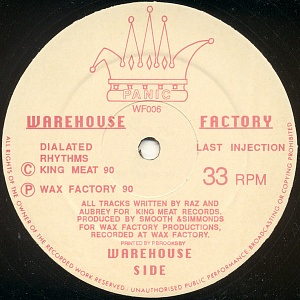 PANIC
WF006
WAREHOUSE FACTORY
DIALATED RHYTHMS
LAST INJECTION
© KING MEAT 90
℗ WAX FACTORY 90
33 RPM
ALL TRACKS WRITTEN BY RAZ AND
AUBREY FOR KING MEAT RECORDS.
PRODUCED BY SMOOTH &SIMMONDS
FOR WAX FACTORY PRODUCTIONS,
RECORDED AT WAX FACTORY.
PAINTED BY P.BROOKSBY
WAREHOUSE
SIDE
ALL RIGHTS OF THE OWNER OF THE RECORDED WORK RESERVED - UNAUTHORISED PUBLIC PERFORMANCE, BROADCASTING OR COPYING PROHIBITED